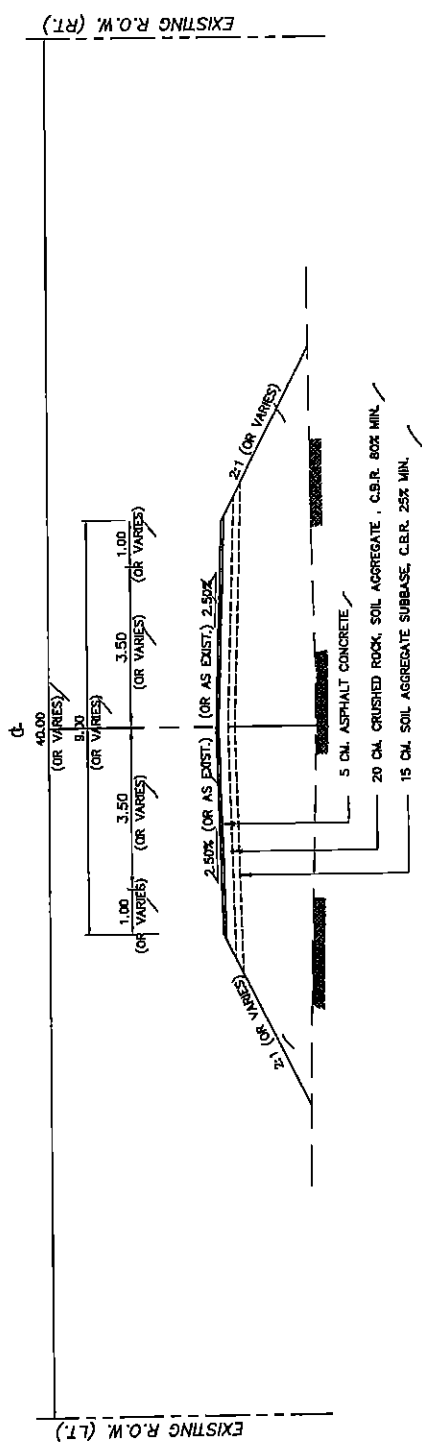 ℄
40.00
(OR VARIES)
9.00
(OR VARIES)
1.00
(OR VARIES)
3.50
(OR VARIES)
3.50
(OR VARIES)
1.00
(OR VARIES)
EXISTING R.O.W. (LT.)
EXISTING R.O.W. (RT.)
2:1 (OR VARIES)
2.50% (OR AS EXIST.)
(OR AS EXIST.) 2.50%
2:1 (OR VARIES)
5 CM. ASPHALT CONCRETE
20 CM. CRUSHED ROCK, SOIL AGGREGATE , C.B.R. 80% MIN.
15 CM. SOIL AGGREGATE SUBBASE, C.B.R. 25% MIN.